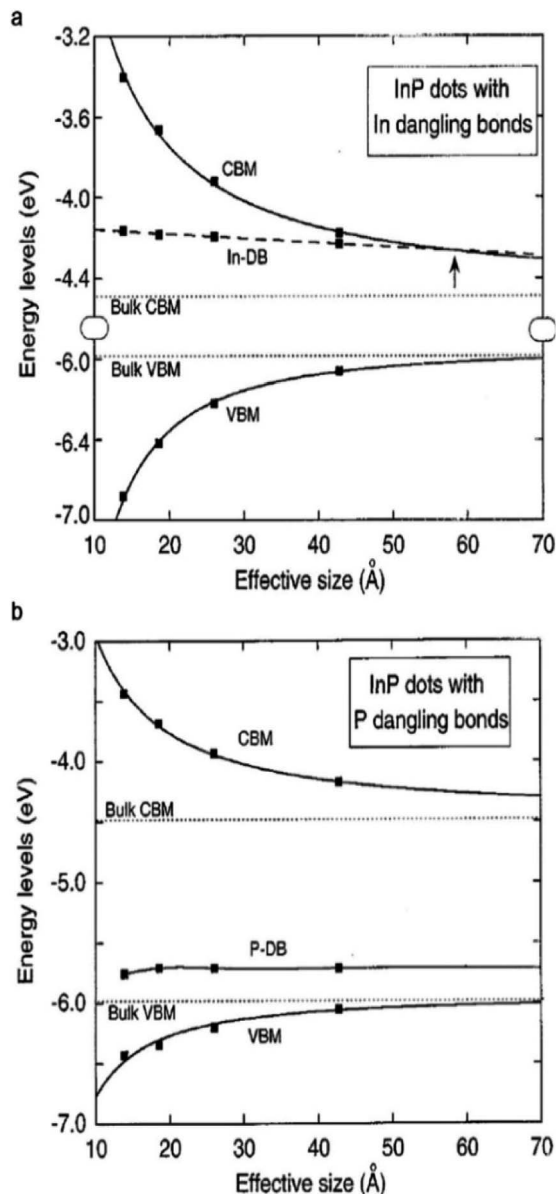 a
-3.2
-3.6
-4.0
-4.4
-6.0
-6.4
-7.0
Energy levels (eV)
InP dots with
In dangling bonds
CBM
In-DB
Bulk CBM
Bulk VBM
VBM
10 20 30 40 50 60 70
Effective size (Å)
b
-3.0
-4.0
-5.0
-6.0
-7.0
Energy levels (eV)
InP dots with
P dangling bonds
CBM
Bulk CBM
P-DB
Bulk VBM
VBM
10 20 30 40 50 60 70
Effective size (Å)